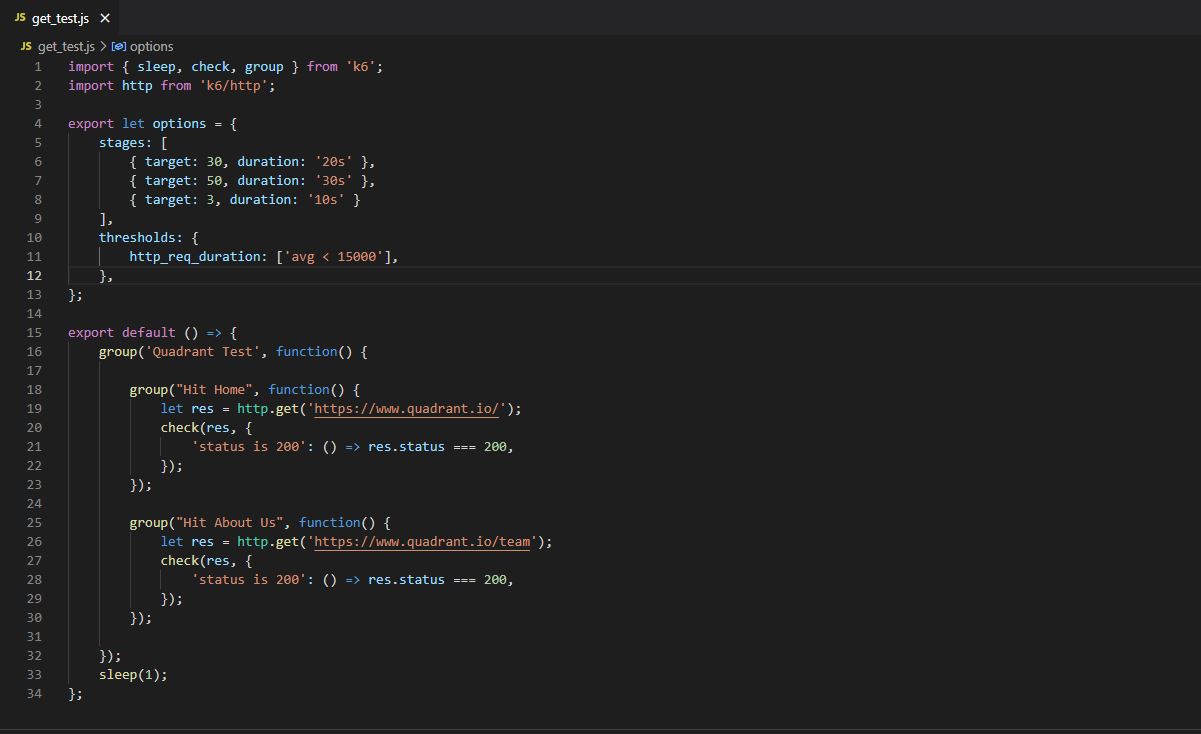 JS get_test.js ×
JS get_test.js > options
1 import { sleep, check, group } from 'k6';
2 import http from 'k6/http';
3
4 export let options = {
5     stages: [
6         { target: 30, duration: '20s' },
7         { target: 50, duration: '30s' },
8         { target: 3, duration: '10s' }
9     ],
10     thresholds: {
11         http_req_duration: ['avg < 15000'],
12     },
13 };
14
15 export default () => {
16     group('Quadrant Test', function() {
17
18         group("Hit Home", function() {
19             let res = http.get('https://www.quadrant.io/');
20             check(res, {
21                 'status is 200': () => res.status === 200,
22             });
23         });
24
25         group("Hit About Us", function() {
26             let res = http.get('https://www.quadrant.io/team');
27             check(res, {
28                 'status is 200': () => res.status === 200,
29             });
30         });
31
32     });
33     sleep(1);
34 };